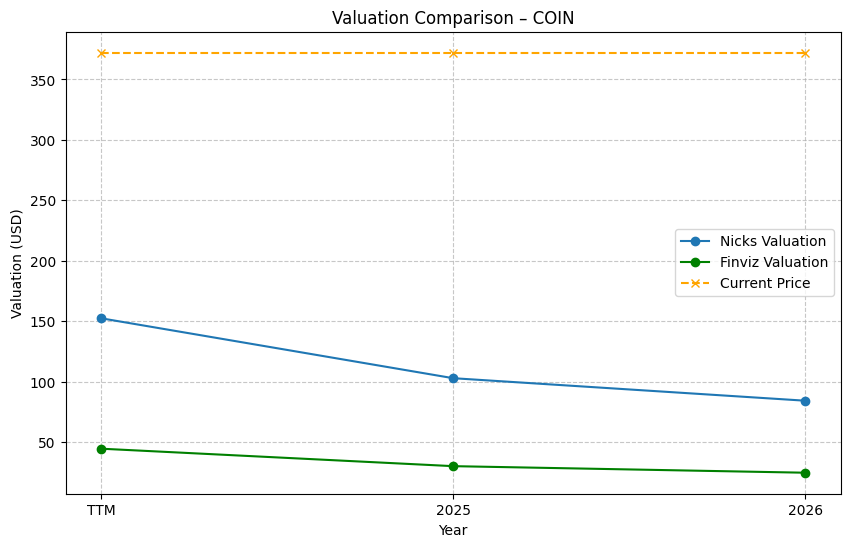 Valuation Comparison – COIN
Valuation (USD)
350
300
250
200
150
100
50
Nicks Valuation
Finviz Valuation
Current Price
TTM
2025
2026
Year